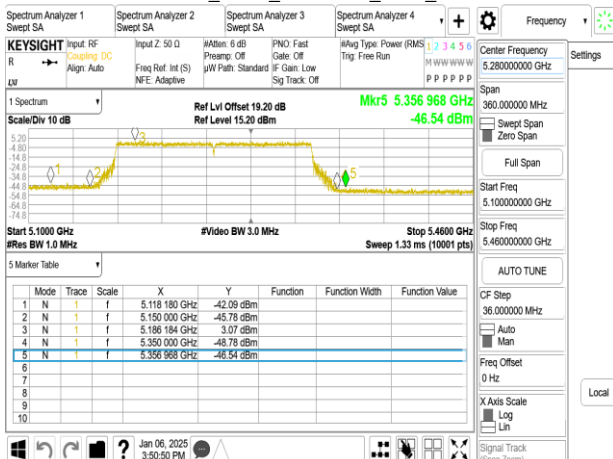 Spectrum Analyzer 1
Swept SA
Spectrum Analyzer 2
Swept SA
Spectrum Analyzer 3
Swept SA
Spectrum Analyzer 4
Swept SA
+
Frequency
KEYSIGHT
R
Input: RF
Coupling: DC
Align: Auto
Input Z: 50 Ω
Freq Ref: Int (S)
NFE: Adaptive
#Atten: 6 dB
Preamp: Off
µW Path: Standard
PNO: Fast
Gate: Off
IF Gain: Low
Sig Track: Off
#Avg Type: Power (RMS
Trig: Free Run
1 2 3 4 5 6
M W W W W W
P P P P P P
Center Frequency
5.280000000 GHz
Settings
Span
360.000000 MHz
Swept Span
Zero Span
Full Span
Start Freq
5.100000000 GHz
Stop Freq
5.460000000 GHz
AUTO TUNE
CF Step
36.000000 MHz
Auto
Man
Freq Offset
0 Hz
X Axis Scale
Log
Lin
Signal Track
(Span Zoom)
Local
1 Spectrum
Scale/Div 10 dB
Ref Lvl Offset 19.20 dB
Ref Level 15.20 dBm
Mkr5 5.356 968 GHz
-46.54 dBm
5.20
-4.80
-14.8
-24.8
-34.8
-44.8
-54.8
-64.8
-74.8
1
2
3
5
Start 5.1000 GHz
#Res BW 1.0 MHz
#Video BW 3.0 MHz
Stop 5.4600 GHz
Sweep 1.33 ms (10001 pts)
5 Marker Table
Mode Trace Scale X Y Function Function Width Function Value
1 N 1 f 5.118 180 GHz -42.09 dBm
2 N 1 f 5.150 000 GHz -45.78 dBm
3 N 1 f 5.186 184 GHz 3.07 dBm
4 N 1 f 5.350 000 GHz -48.78 dBm
5 N 1 f 5.356 968 GHz -46.54 dBm
6
7
8
9
10
?
Jan 06, 2025
3:50:50 PM